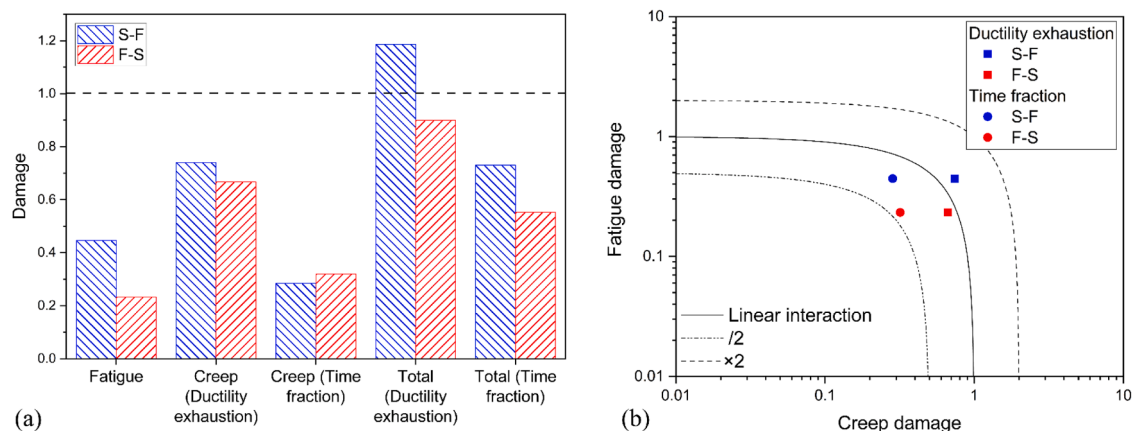 S-F
F-S
1.2
1.0
0.8
0.6
0.4
0.2
0.0
Damage
Fatigue
Creep
(Ductility
exhaustion)
Creep (Time
fraction)
Total
(Ductility
exhaustion)
Total (Time
fraction)
(a)
10
1
0.1
0.01
Fatigue damage
Ductility exhaustion
S-F
F-S
Time fraction
S-F
F-S
Linear interaction
/2
×2
0.01
0.1
1
10
Creep damage
(b)